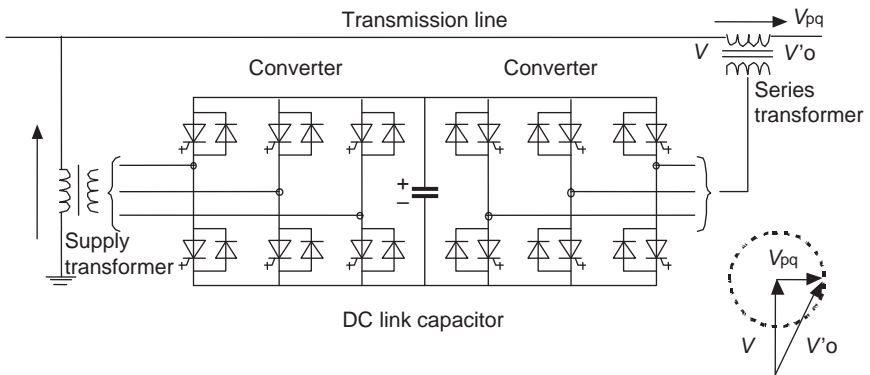 Transmission line
Vpq
V
V'o
Converter
Converter
Series
transformer
+
–
Supply
transformer
DC link capacitor
Vpq
V
V'o